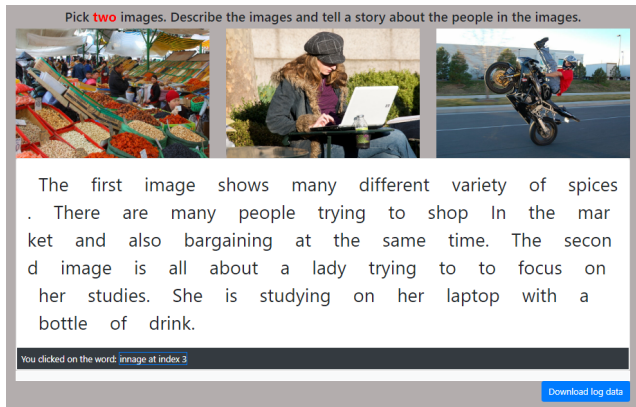 Pick two images. Describe the images and tell a story about the people in the images.
The first image shows many different variety of spices
. There are many people trying to shop In the mar
ket and also bargaining at the same time. The secon
d image is all about a lady trying to to focus on
her studies. She is studying on her laptop with a
bottle of drink.
You clicked on the word: innage at index 3
Download log data